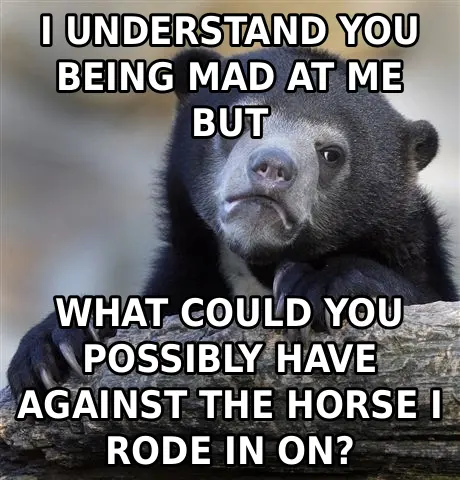 I UNDERSTAND YOU
BEING MAD AT ME
BUT
WHAT COULD YOU
POSSIBLY HAVE
AGAINST THE HORSE I
RODE IN ON?